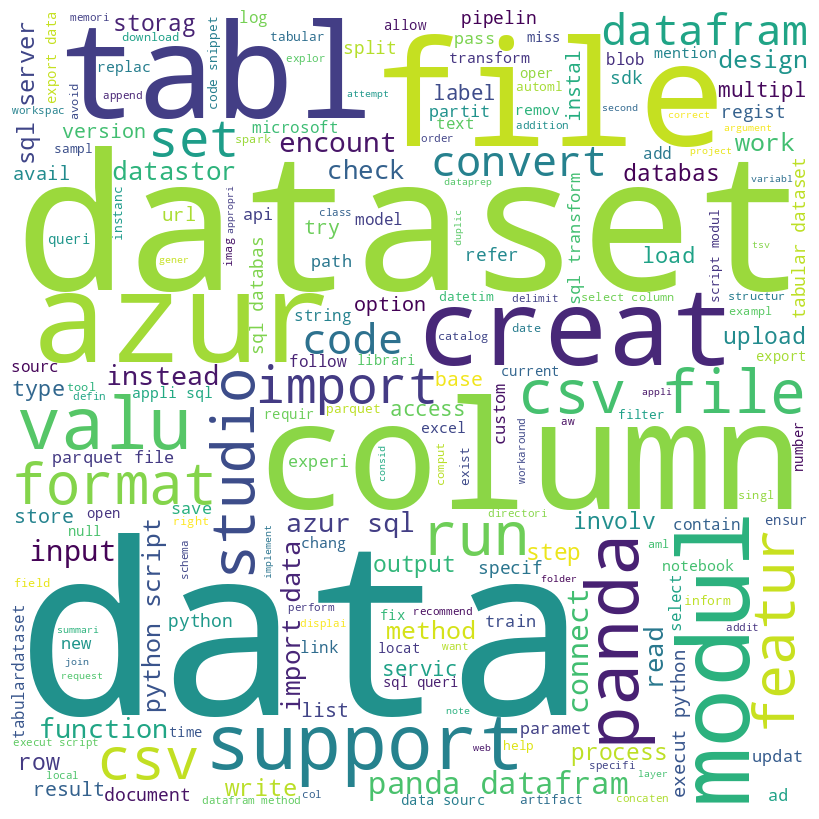 memori
storag
log
pipelin
allow
miss
datafram
tabl
file
sql server
export data
download
tabular
code snippet
explor
split
pass
mention
replac
transform
blob
design
avoid
append
attempt
oper
automl
sdk
multipl
workspac
label
instal
second
version
set
microsoft
partit
remov
regist
text
addition
correct
argument
sampl
spark
encount
order
convert
add
project
work
avail
datastor
check
dataprep
databas
variabl
dataset
instanc
url
appropri
api
class
model
duplic
tabular dataset
queri
try
refer
sql transform
load
script modul
tsv
gener
imag
path
azur
sql databas
datetim
delimit
select column
structur
exampl
string
option
creat
catalog
date
upload
code
sourc
instead
follow
librari
current
export
type
tool
defin
import
base
csv file
appli
appli sql
studio
requir
parquet
access
custom
aw
filter
valu
excel
workaround
number
parquet file
experi
column
exist
consid
comput
singl
format
save
store
open
directori
null
right
azur sql
run
involv
contain
ensur
input
python script
schema
chang
implement
output
specif
step
panda
aml
notebook
modul
featur
field
data
folder
select
inform
tabulardataset
python
import data
perform
fix
recommend
train
connect
read
addit
new
displai
method
summari
link
locat
want
join
servic
execut python
request
sql queri
list
note
function
time
support
paramet
execut script
web
help
process
updat
row
csv
specifi
local
layer
result
document
write
panda datafram
concaten
datafram method
col
data sourc
artifact
ad